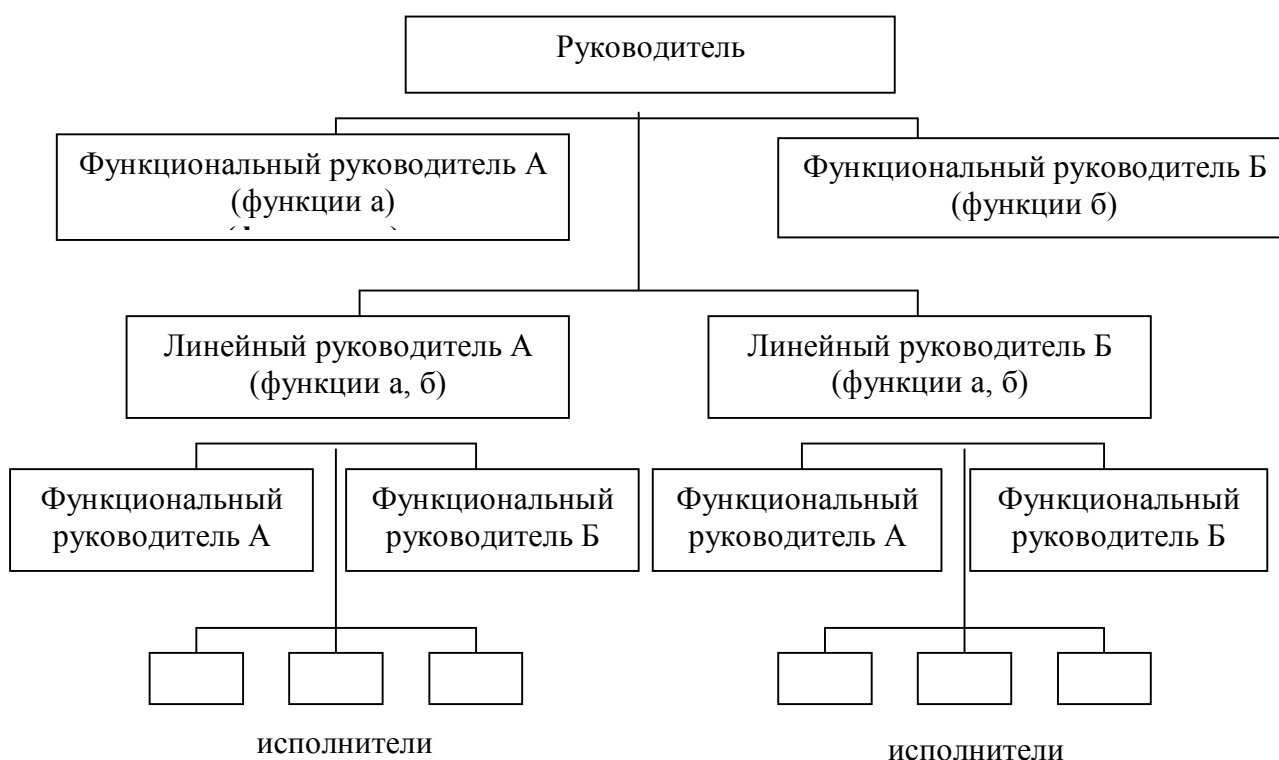 Руководитель
Функциональный руководитель А
(функции а)
Функциональный руководитель Б
(функции б)
Линейный руководитель А
(функции а, б)
Линейный руководитель Б
(функции а, б)
Функциональный
руководитель А
Функциональный
руководитель Б
Функциональный
руководитель А
Функциональный
руководитель Б
исполнители
исполнители